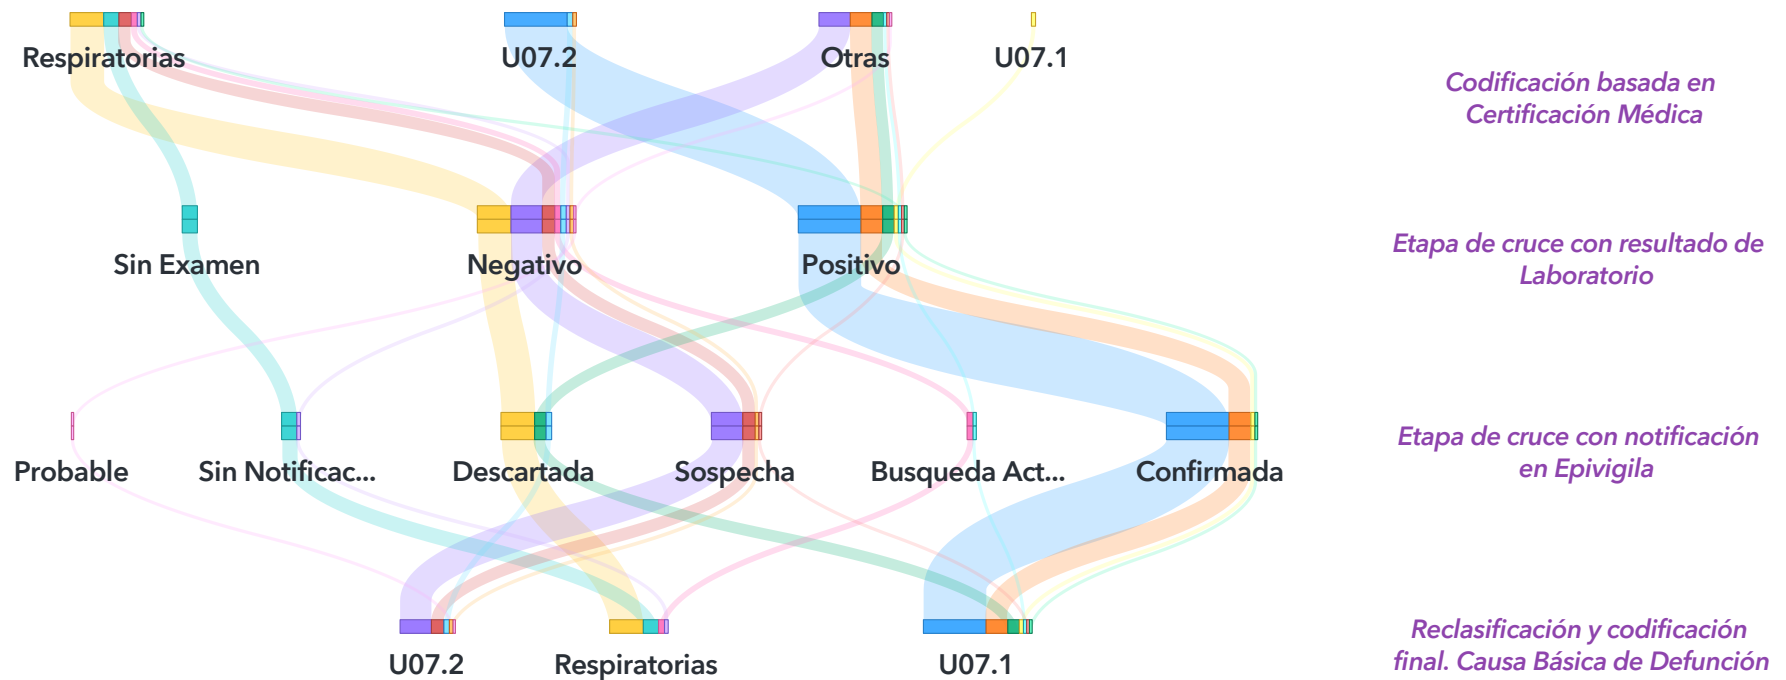 Respiratorias
U07.2
Otras
U07.1
Codificación basada en
Certificación Médica
Sin Examen
Negativo
Positivo
Etapa de cruce con resultado de
Laboratorio
Probable
Sin Notificac...
Descartada
Sospecha
Busqueda Act...
Confirmada
Etapa de cruce con notificación
en Epivigila
U07.2
Respiratorias
U07.1
Reclasificación y codificación
final. Causa Básica de Defunción